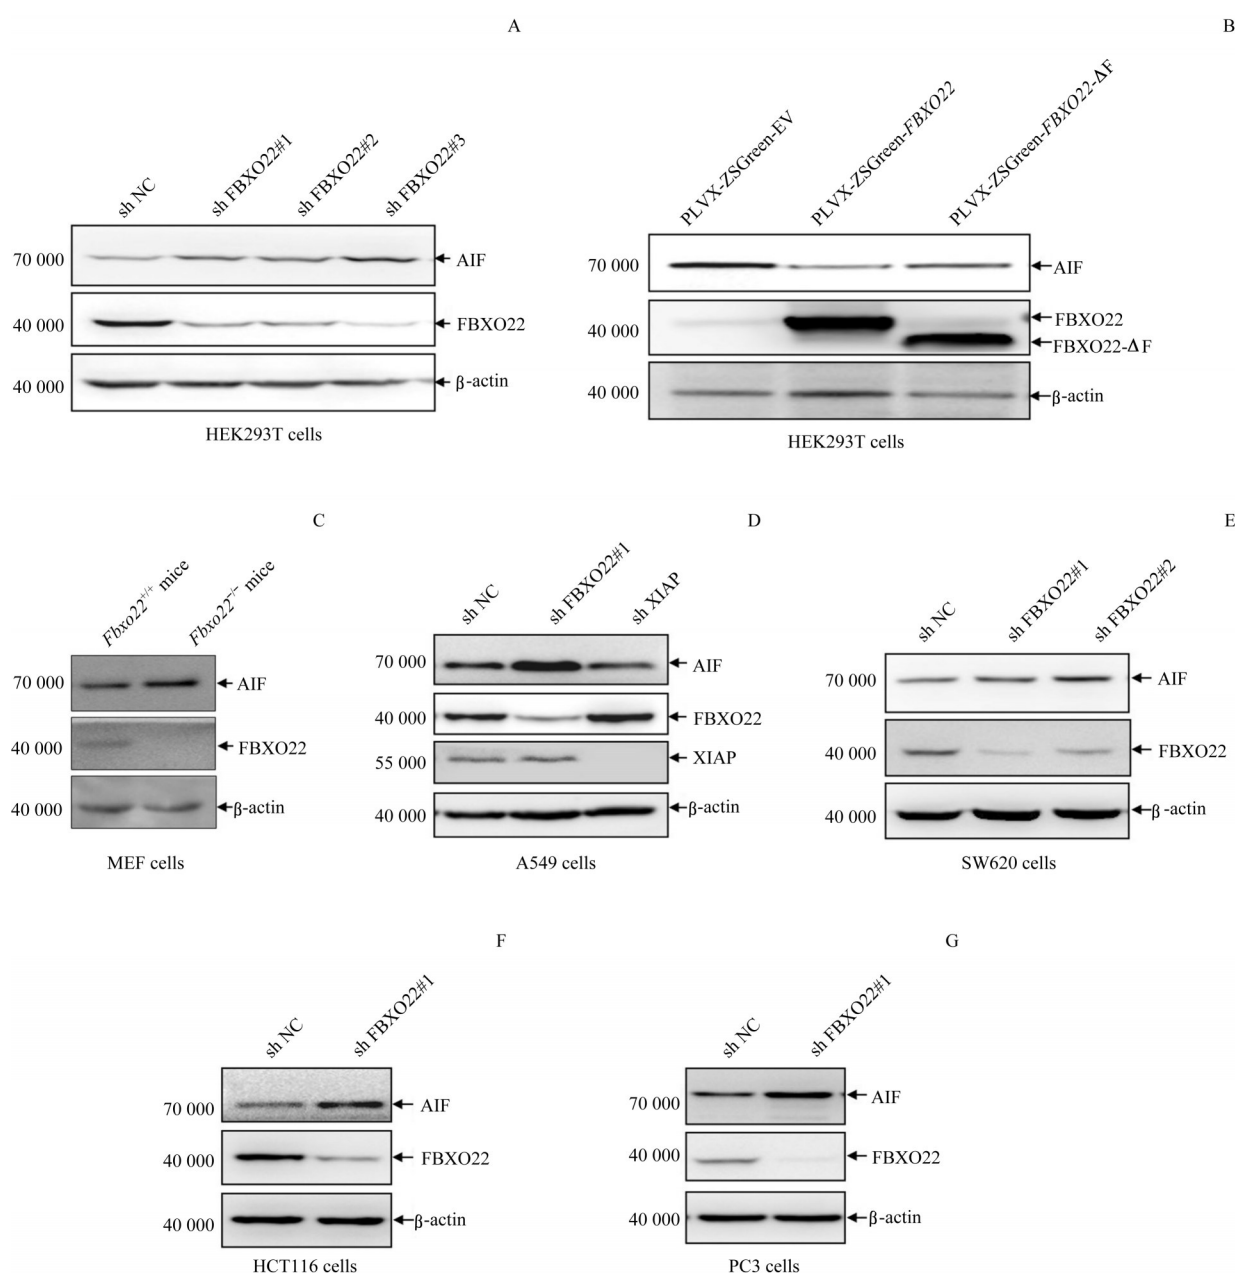 A
sh NC
sh FBXO22#1
sh FBXO22#2
sh FBXO22#3
70 000
AIF
40 000
FBXO22
40 000
β-actin
HEK293T cells
B
PLVX-ZSGreen-EV
PLVX-ZSGreen-FBXO22
PLVX-ZSGreen-FBXO22-ΔF
70 000
AIF
40 000
FBXO22
FBXO22-ΔF
40 000
β-actin
HEK293T cells
C
Fbxo22+/+ mice
Fbxo22−/− mice
70 000
AIF
40 000
FBXO22
40 000
β-actin
MEF cells
D
sh NC
sh FBXO22#1
sh XIAP
70 000
AIF
40 000
FBXO22
55 000
XIAP
40 000
β-actin
A549 cells
E
sh NC
sh FBXO22#1
sh FBXO22#2
70 000
AIF
40 000
FBXO22
40 000
β-actin
SW620 cells
F
sh NC
sh FBXO22#1
70 000
AIF
40 000
FBXO22
40 000
β-actin
HCT116 cells
G
sh NC
sh FBXO22#1
70 000
AIF
40 000
FBXO22
40 000
β-actin
PC3 cells